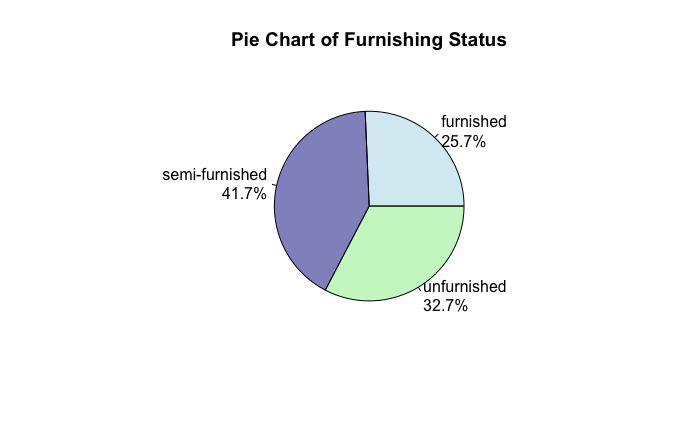 Pie Chart of Furnishing Status
furnished
25.7%
semi-furnished
41.7%
unfurnished
32.7%